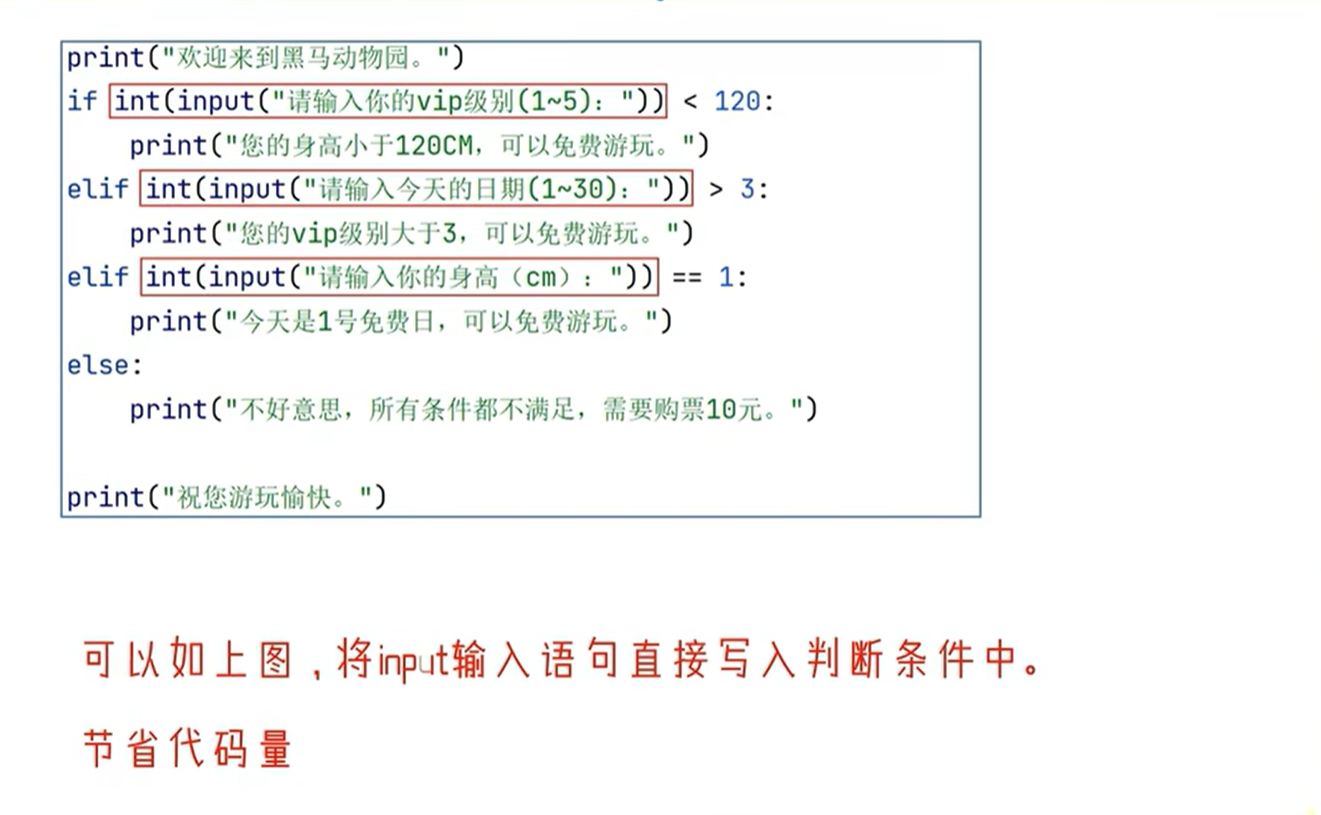 print("欢迎来到黑马动物园。")
if int(input("请输入你的vip级别(1~5)：")) < 120:
    print("您的身高小于120CM，可以免费游玩。")
elif int(input("请输入今天的日期(1~30)：")) > 3:
    print("您的vip级别大于3，可以免费游玩。")
elif int(input("请输入你的身高（cm）：")) == 1:
    print("今天是1号免费日，可以免费游玩。")
else:
    print("不好意思，所有条件都不满足，需要购票10元。")
print("祝您游玩愉快。")
可以如上图,将input输入语句直接写入判断条件中。
节省代码量